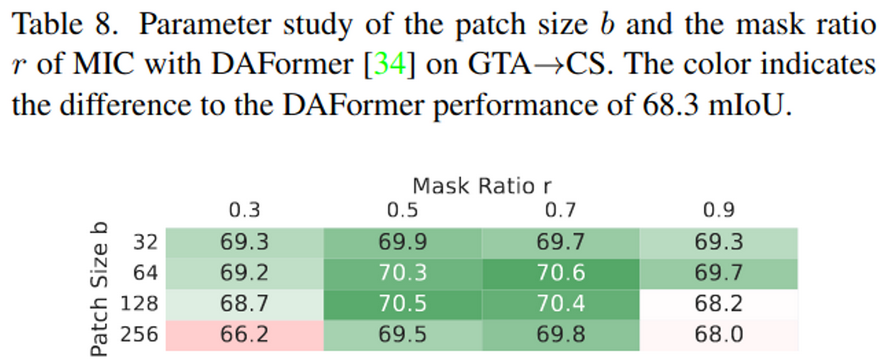 Table 8. Parameter study of the patch size b and the mask ratio
r of MIC with DAFormer [34] on GTA→CS. The color indicates
the difference to the DAFormer performance of 68.3 mIoU.
Mask Ratio r
0.3 0.5 0.7 0.9
Patch Size b
32 69.3 69.9 69.7 69.3
64 69.2 70.3 70.6 69.7
128 68.7 70.5 70.4 68.2
256 66.2 69.5 69.8 68.0